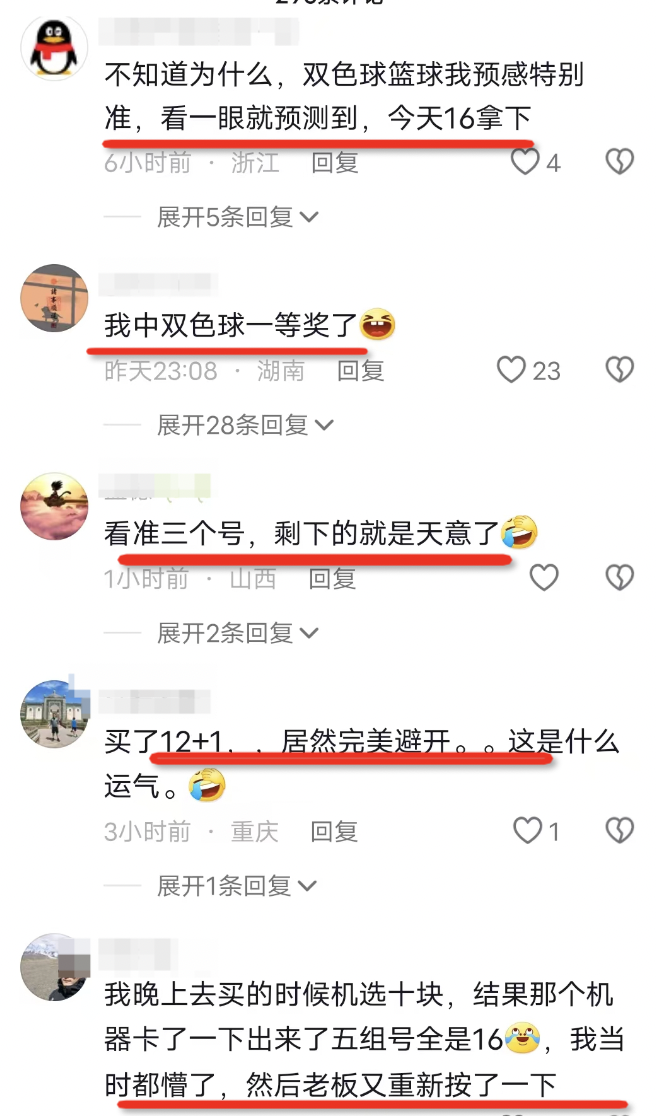 不知道为什么，双色球篮球我预感特别
准，看一眼就预测到，今天16拿下
6小时前 · 浙江 回复 4
展开5条回复
我中双色球一等奖了😆
昨天23:08 · 湖南 回复 23
展开28条回复
看准三个号，剩下的就是天意了🤣
1小时前 · 山西 回复
展开2条回复
买了12+1，，居然完美避开。。这是什么
运气。🤣
3小时前 · 重庆 回复 1
展开1条回复
我晚上去买的时候机选十块，结果那个机
器卡了一下出来了五组号全是16😂，我当
时都懵了，然后老板又重新按了一下